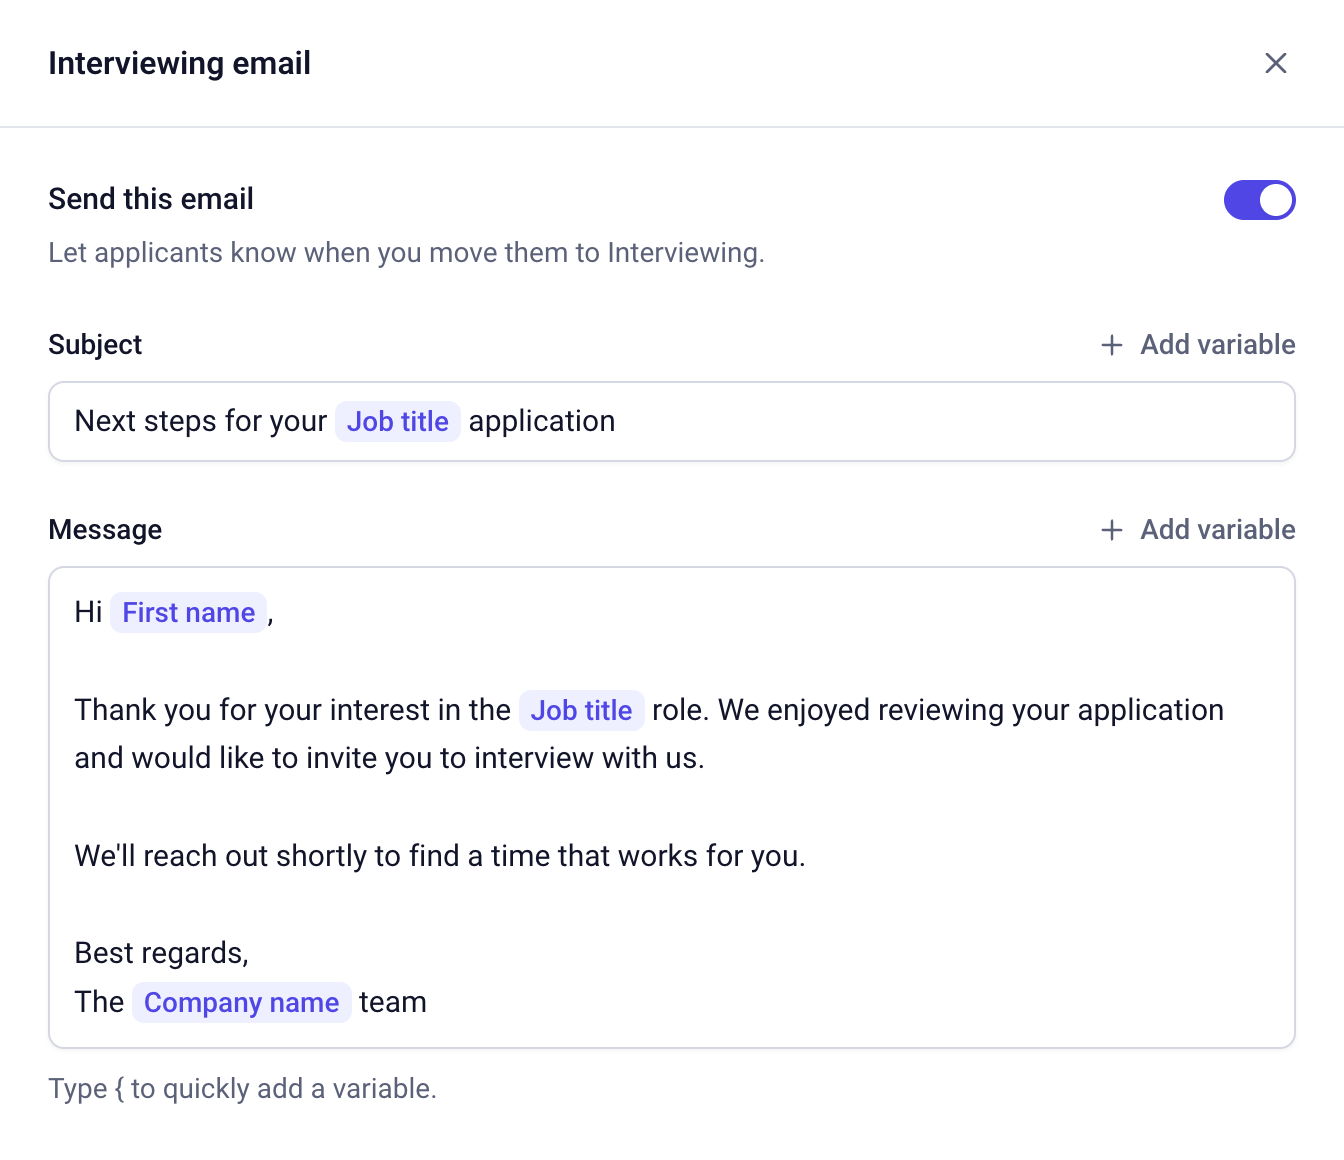 Interviewing email
Send this email
Let applicants know when you move them to Interviewing.
Subject
Add variable
Next steps for your Job title application
Message
Add variable
Hi First name,
Thank you for your interest in the Job title role. We enjoyed reviewing your application
and would like to invite you to interview with us.
We'll reach out shortly to find a time that works for you.
Best regards,
The Company name team
Type { to quickly add a variable.